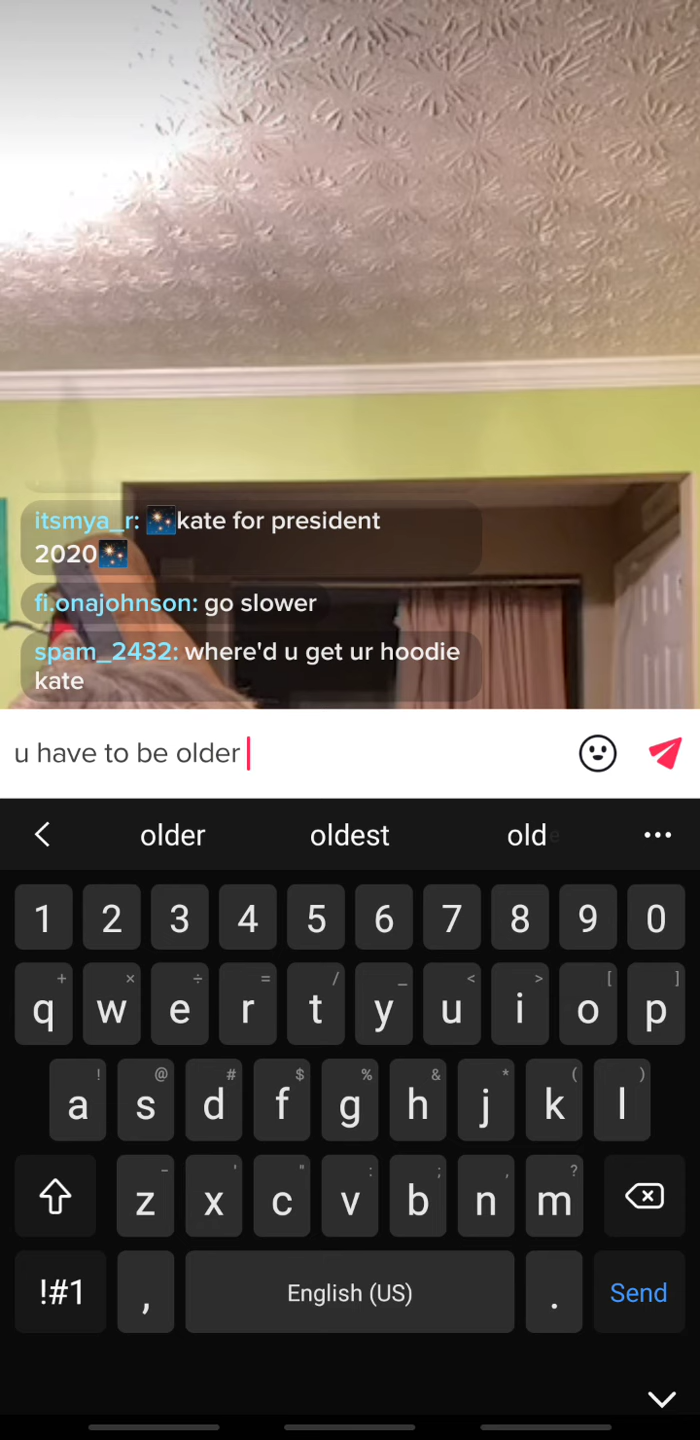 itsmya_r: 🎇kate for president
2020🎇
fi.onajohnson: go slower
spam_2432: where'd u get ur hoodie
kate
u have to be older
older oldest olde
1 2 3 4 5 6 7 8 9 0
+ × ÷ = / _ < > [ ]
q w e r t y u i o p
! @ # $ % & * ( )
a s d f g h j k l
- ' " : ; , ?
z x c v b n m
!#1 , English (US) . Send